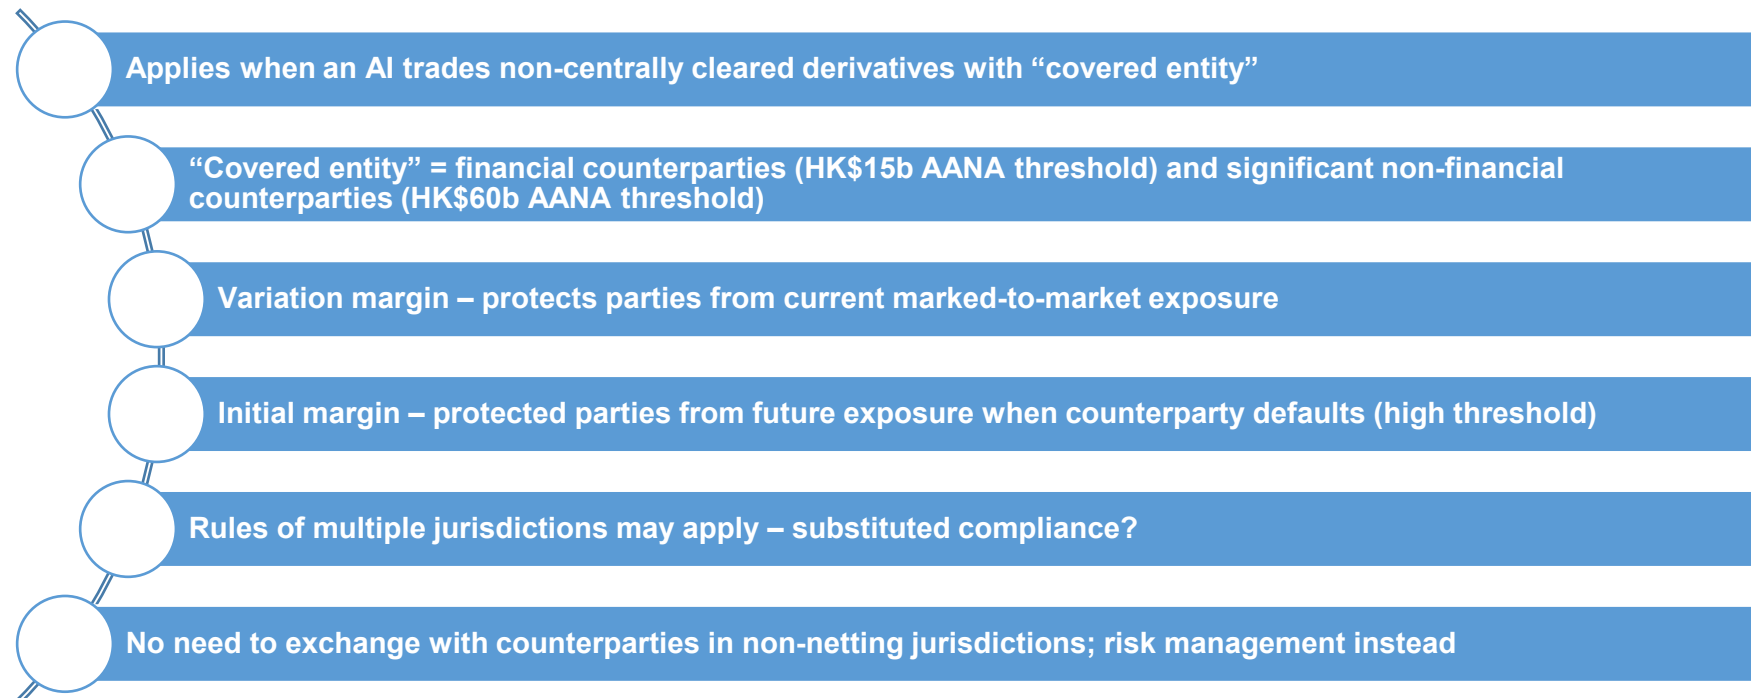 Applies when an AI trades non-centrally cleared derivatives with “covered entity”
“Covered entity” = financial counterparties (HK$15b AANA threshold) and significant non-financial
counterparties (HK$60b AANA threshold)
Variation margin – protects parties from current marked-to-market exposure
Initial margin – protected parties from future exposure when counterparty defaults (high threshold)
Rules of multiple jurisdictions may apply – substituted compliance?
No need to exchange with counterparties in non-netting jurisdictions; risk management instead